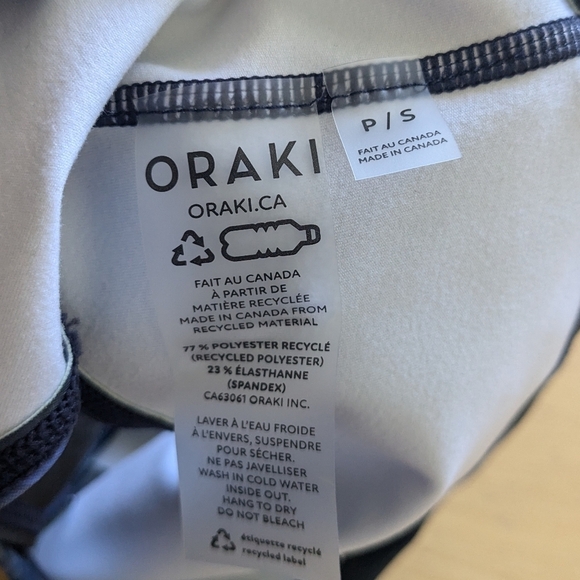 ORAKI
ORAKI.CA
FAIT AU CANADA
À PARTIR DE
MATIÈRE RECYCLÉE
MADE IN CANADA FROM
RECYCLED MATERIAL
77 % POLYESTER RECYCLÉ
(RECYCLED POLYESTER)
23 % ÉLASTHANNE
(SPANDEX)
CA63061 ORAKI INC.
LAVER À L'EAU FROIDE
À L'ENVERS, SUSPENDRE
POUR SÉCHER.
NE PAS JAVELLISER
WASH IN COLD WATER
INSIDE OUT.
HANG TO DRY
DO NOT BLEACH
étiquette recyclé
recycled label
P / S
FAIT AU CANADA
MADE IN CANADA